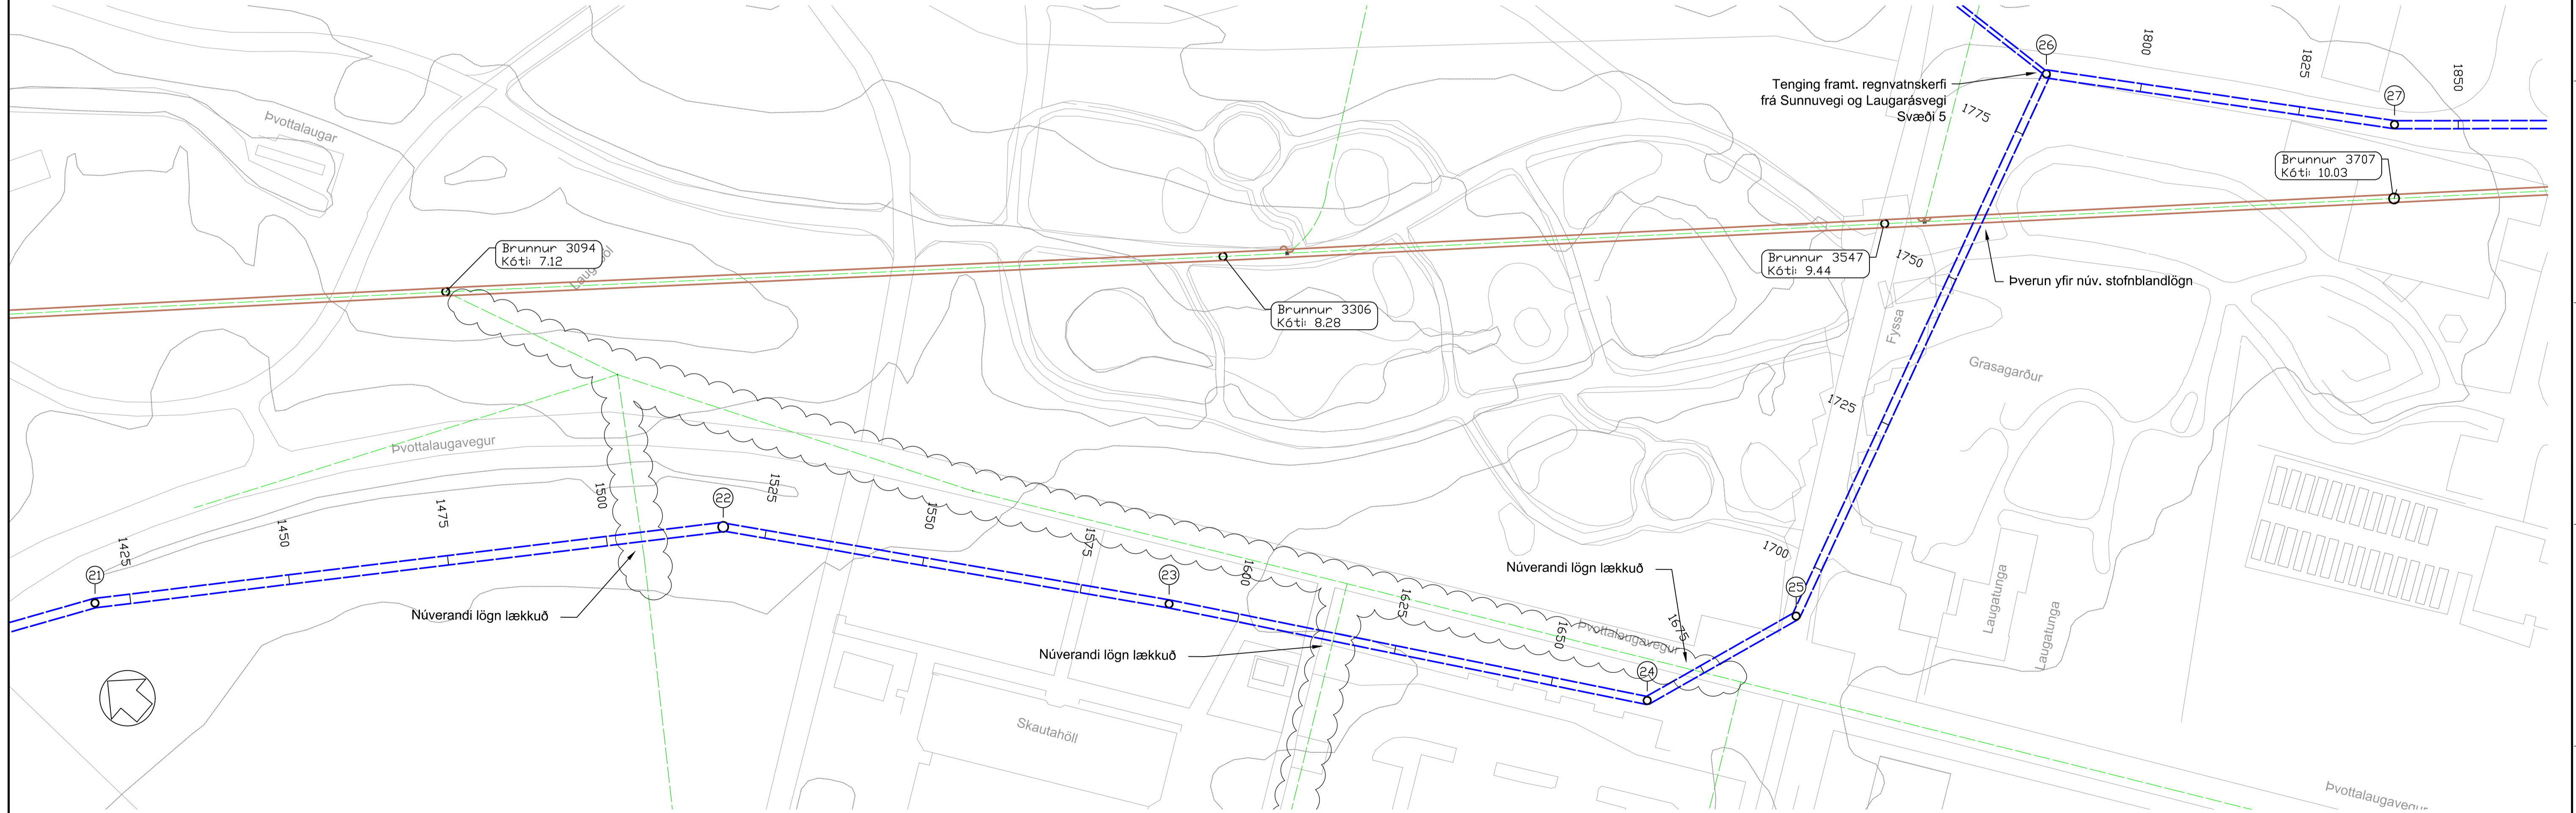 26
1800
1825
1850
27
Tenging framt. regnvatnskerfi
frá Sunnuvegi og Laugarásvegi
Svæði 5
1775
Þvottalaugar
Brunnur 3707
Kóti: 10.03
Brunnur 3094
Kóti: 7.12
Brunnur 3547
Kóti: 9.44
1750
Þverun yfir núv. stofnblandlögn
Brunnur 3306
Kóti: 8.28
Fyssa
Grasagarður
1725
Þvottalaugavegur
1425
1450
1475
1500
22
1525
1550
1575
1600
1625
1650
1675
1700
21
23
Núverandi lögn lækkuð
25
Núverandi lögn lækkuð
Þvottalaugavegur
Núverandi lögn lækkuð
24
Laugatunga
Laugatunga
Skautahöll
Þvottalaugavegur